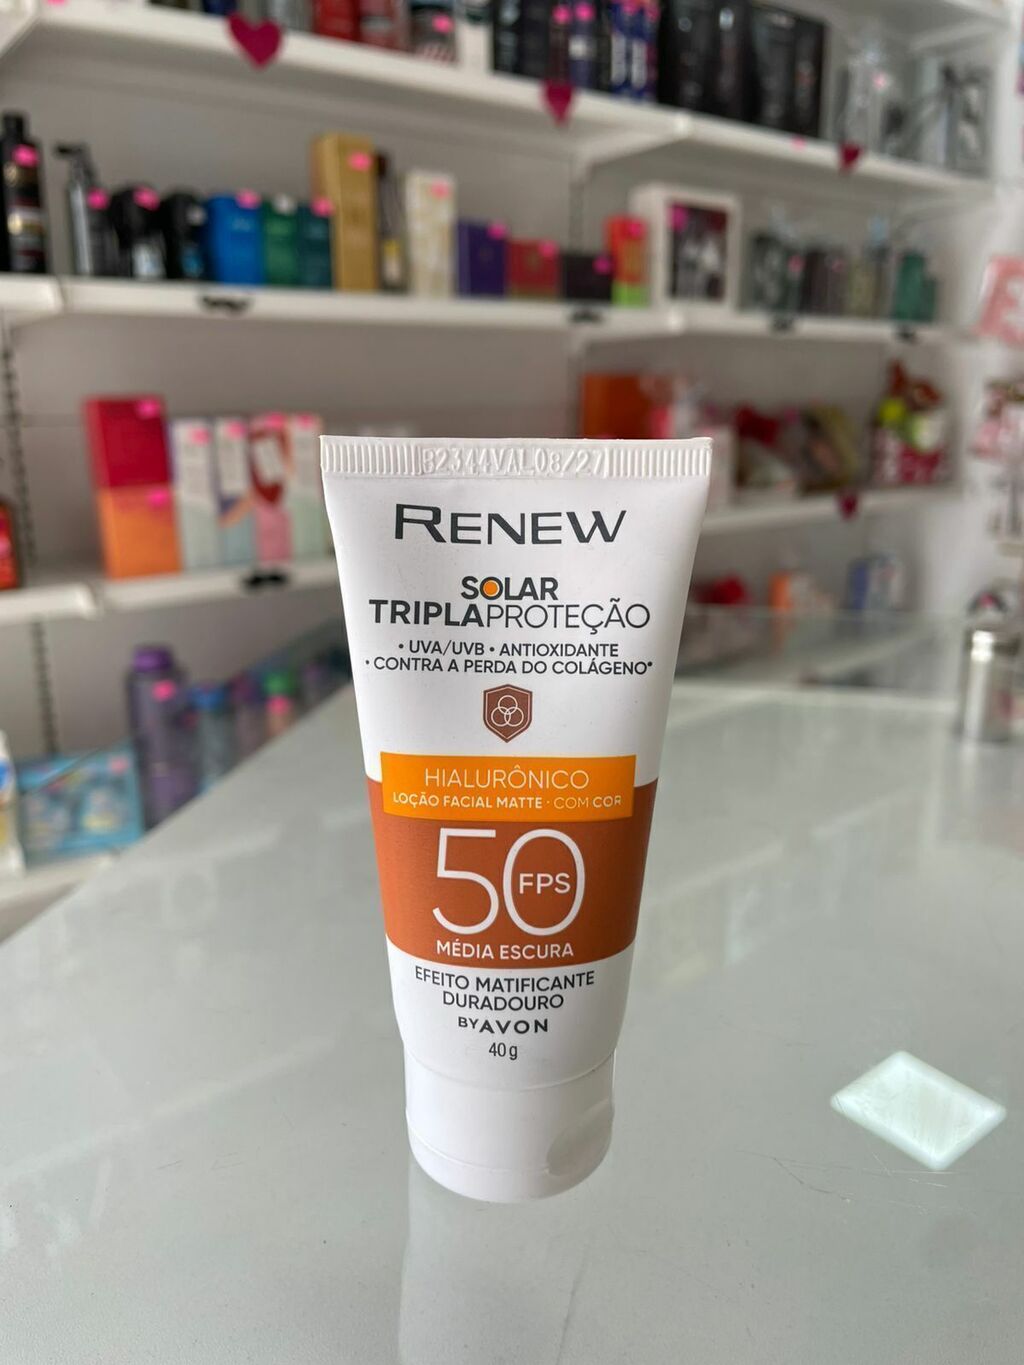 B2344VAL08/27
RENEW
SOLAR
TRIPLAPROTEÇÃO
• UVA/UVB • ANTIOXIDANTE
• CONTRA A PERDA DO COLÁGENO*
HIALURÔNICO
LOÇÃO FACIAL MATTE • COM COR
50
FPS
MÉDIA ESCURA
EFEITO MATIFICANTE
DURADOURO
BY AVON
40 g